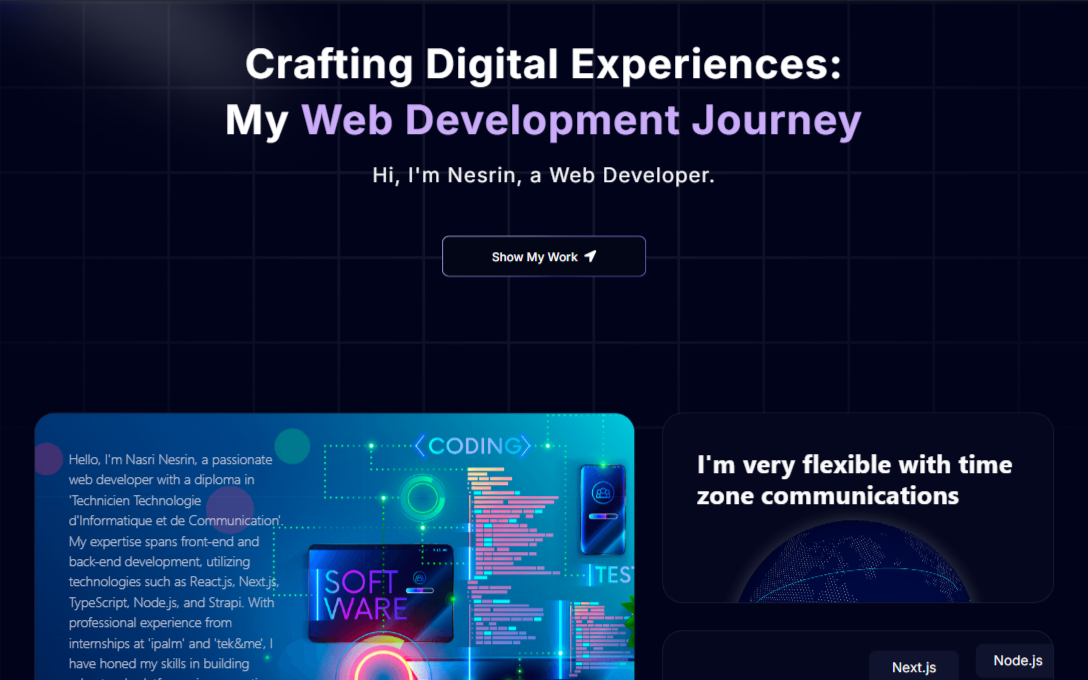 Crafting Digital Experiences:
My Web Development Journey
Hi, I'm Nesrin, a Web Developer.
Show My Work
Hello, I'm Nasri Nesrin, a passionate
web developer with a diploma in
'Technicien Technologie
d'Informatique et de Communication'.
My expertise spans front-end and
back-end development, utilizing
technologies such as React.js, Next.js,
TypeScript, Node.js, and Strapi. With
professional experience from
internships at 'ipalm' and 'tek&me', I
have honed my skills in building
<CODING>
SOFT
WARE
TEST
I'm very flexible with time
zone communications
Next.js
Node.js